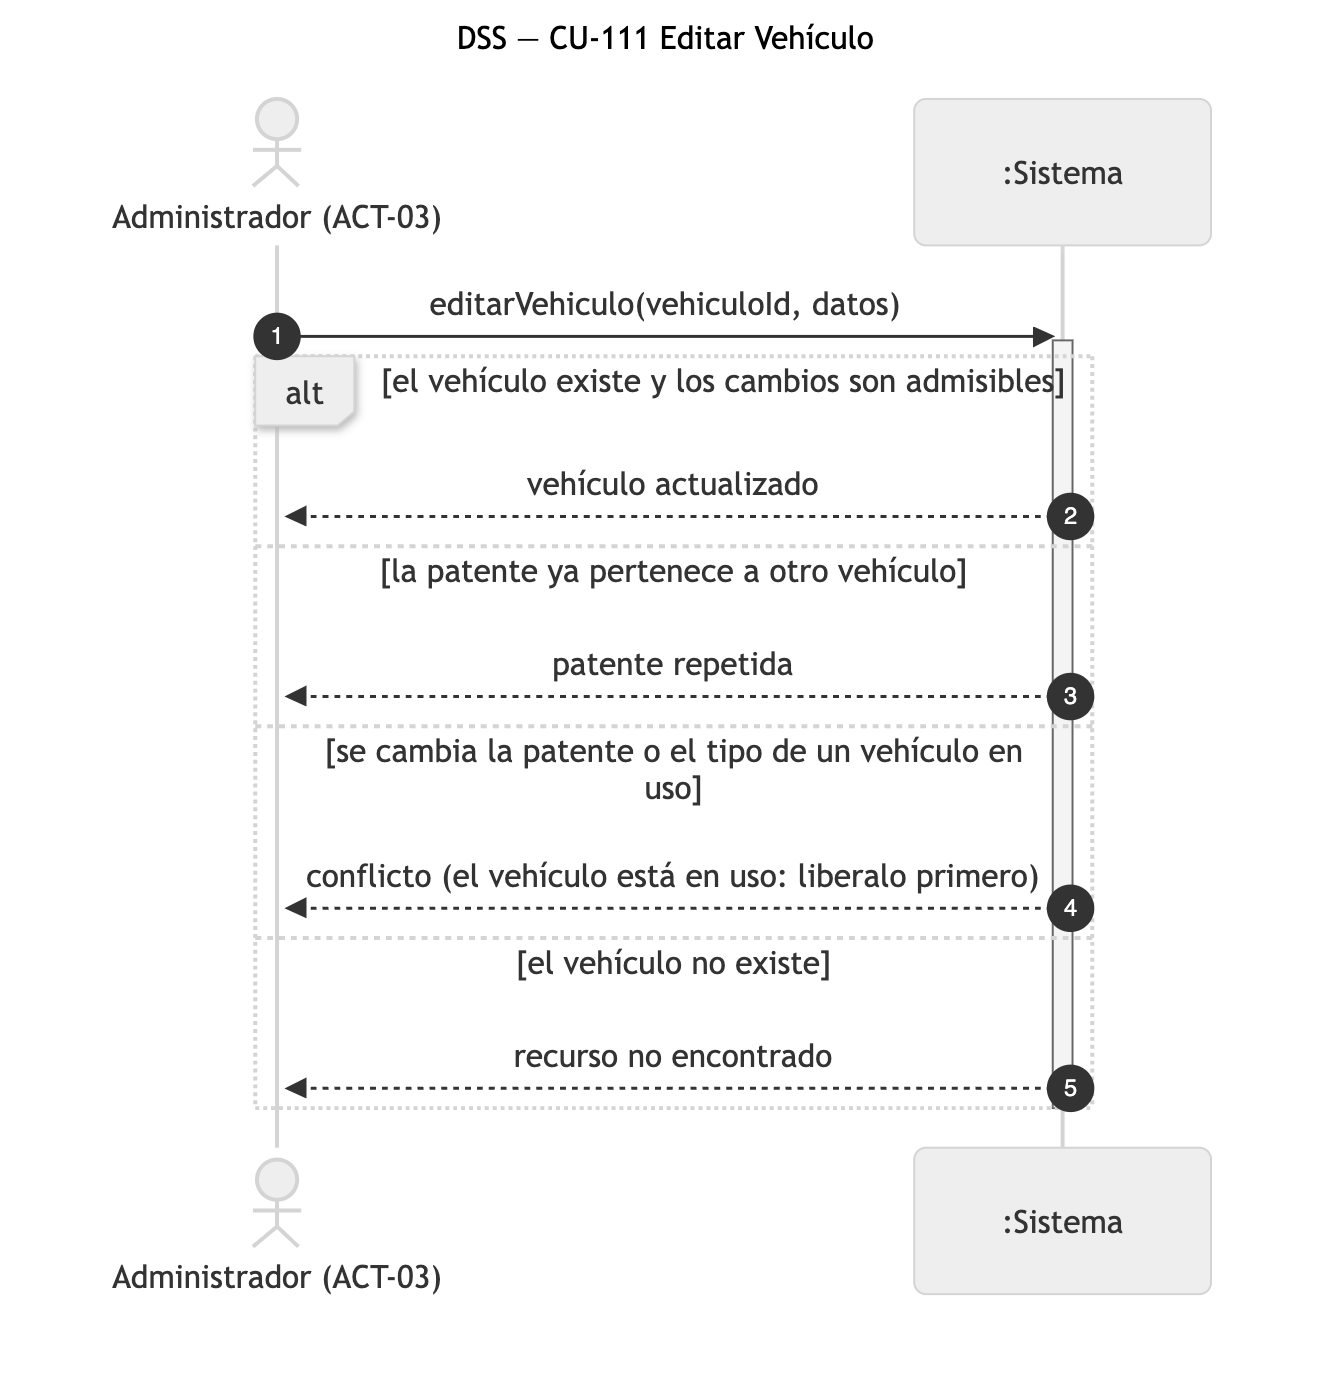 DSS — CU-111 Editar Vehículo
Administrador (ACT-03)
:Sistema
editarVehiculo(vehiculoId, datos)
1
alt
[el vehículo existe y los cambios son admisibles]
vehículo actualizado
2
[la patente ya pertenece a otro vehículo]
patente repetida
3
[se cambia la patente o el tipo de un vehículo en
uso]
conflicto (el vehículo está en uso: liberalo primero)
4
[el vehículo no existe]
recurso no encontrado
5
Administrador (ACT-03)
:Sistema